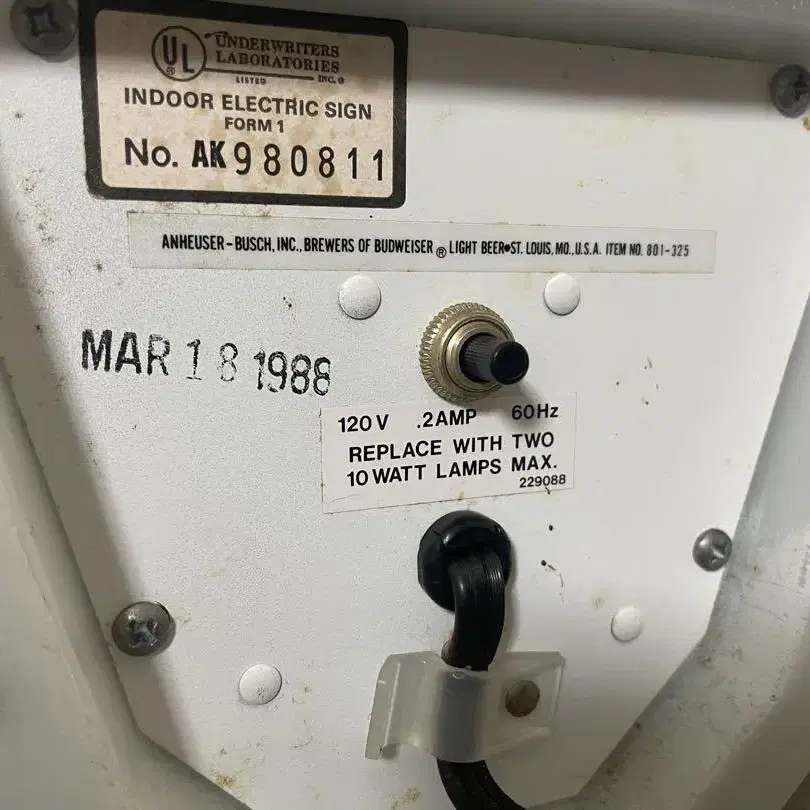 UL ® UNDERWRITERS
LABORATORIES
LISTED INC. ®
INDOOR ELECTRIC SIGN
FORM 1
No. AK980811
ANHEUSER-BUSCH, INC., BREWERS OF BUDWEISER ® LIGHT BEER•ST. LOUIS, MO., U.S.A. ITEM NO. 801-325
MAR 18 1988
120V .2AMP 60Hz
REPLACE WITH TWO
10 WATT LAMPS MAX.
229088